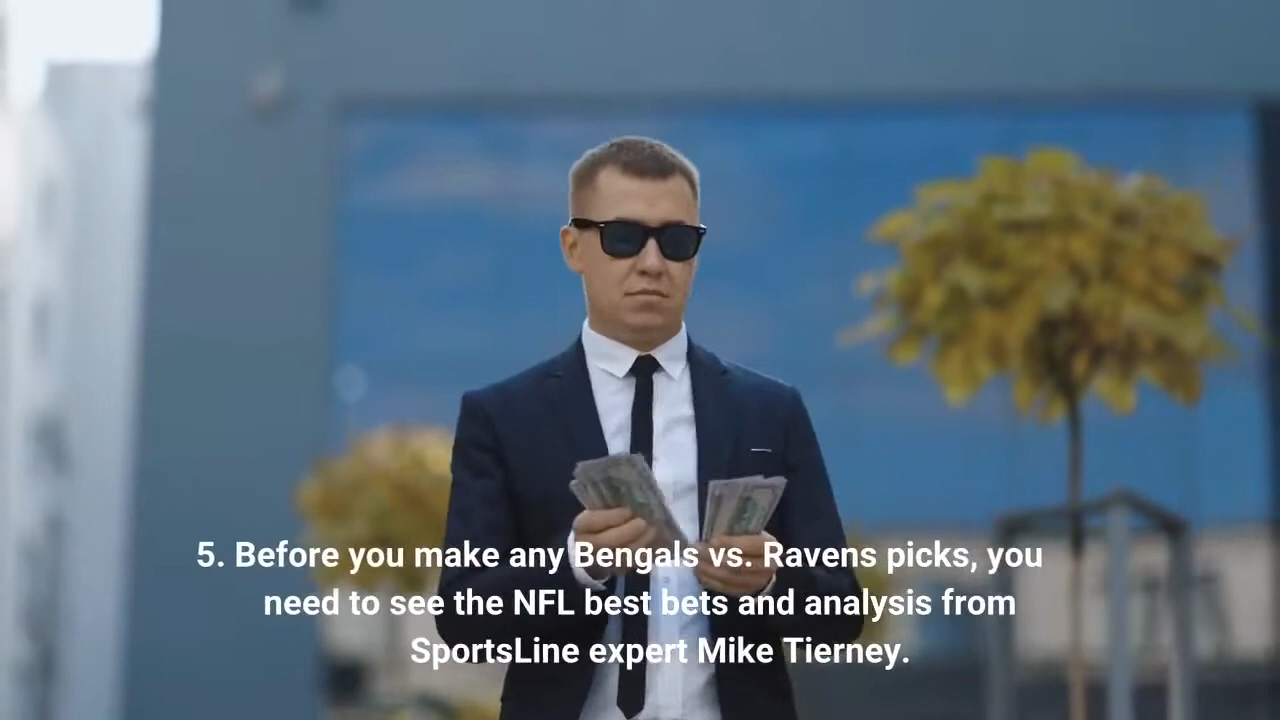 5. Before you make any Bengals vs. Ravens picks, you
need to see the NFL best bets and analysis from
SportsLine expert Mike Tierney.